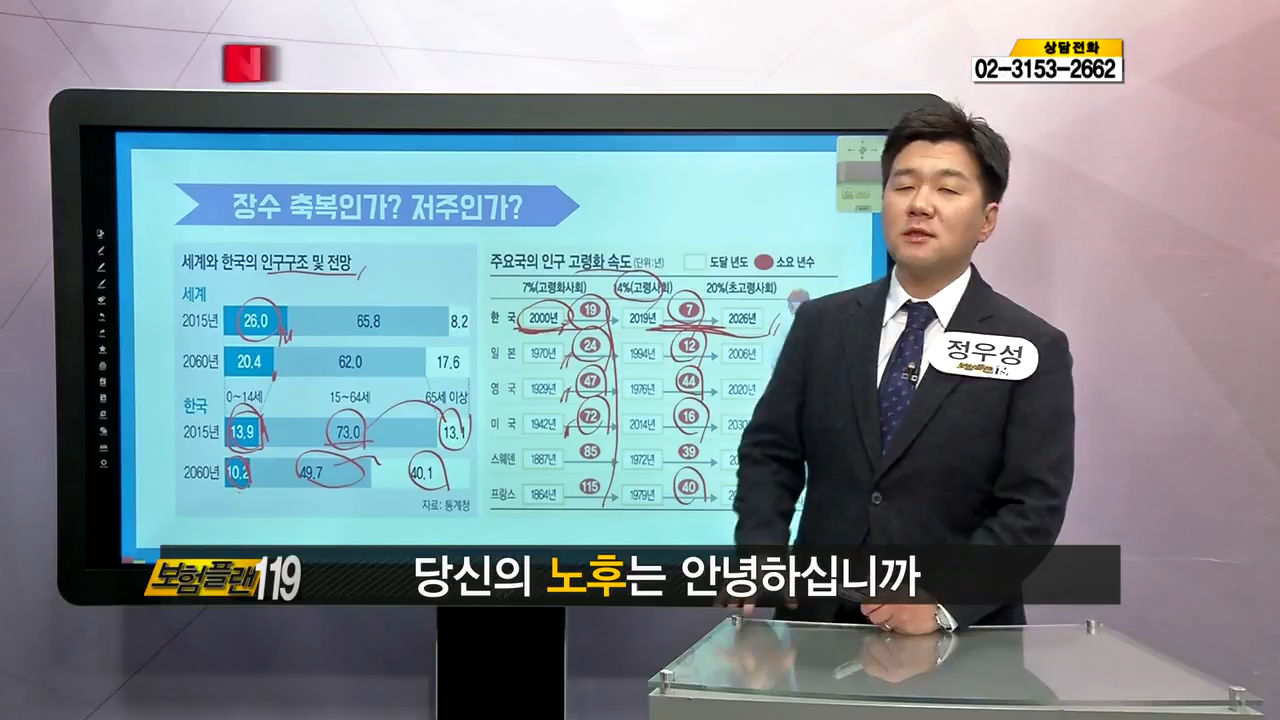 N
상담전화
02-3153-2662
장수 축복인가? 저주인가?
세계와 한국의 인구구조 및 전망
세계
2015년 26.0 65.8 8.2
2060년 20.4 62.0 17.6
0~14세 15~64세 65세 이상
한국
2015년 13.9 73.0 13.1
2060년 10.2 49.7 40.1
자료: 통계청
주요국의 인구 고령화 속도 (단위:년) 도달 년도 소요 년수
7%(고령화사회) 14%(고령사회) 20%(초고령사회)
한 국 2000년 19 2019년 7 2026년
일 본 1970년 24 1994년 12 2006년
영 국 1929년 47 1976년 44 2020년
미 국 1942년 72 2014년 16
스웨덴 1887년 85 1972년 39
프랑스 1864년 115 1979년 40
정우성
보험플랜
보험플랜119
당신의 노후는 안녕하십니까